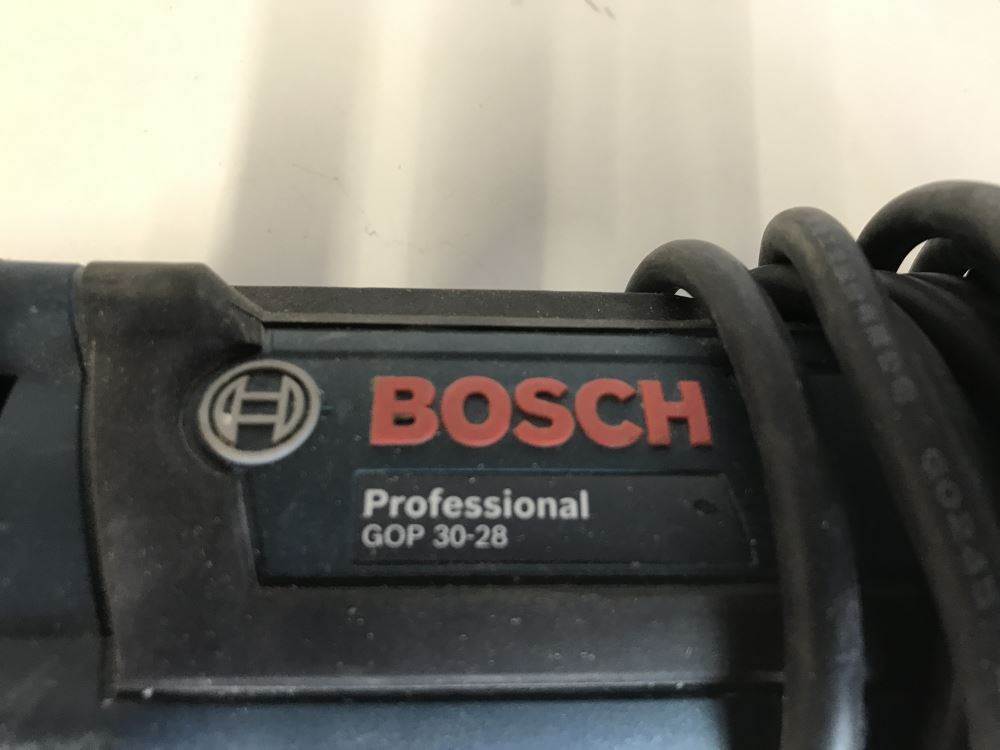 BOSCH
Professional
GOP 30-28